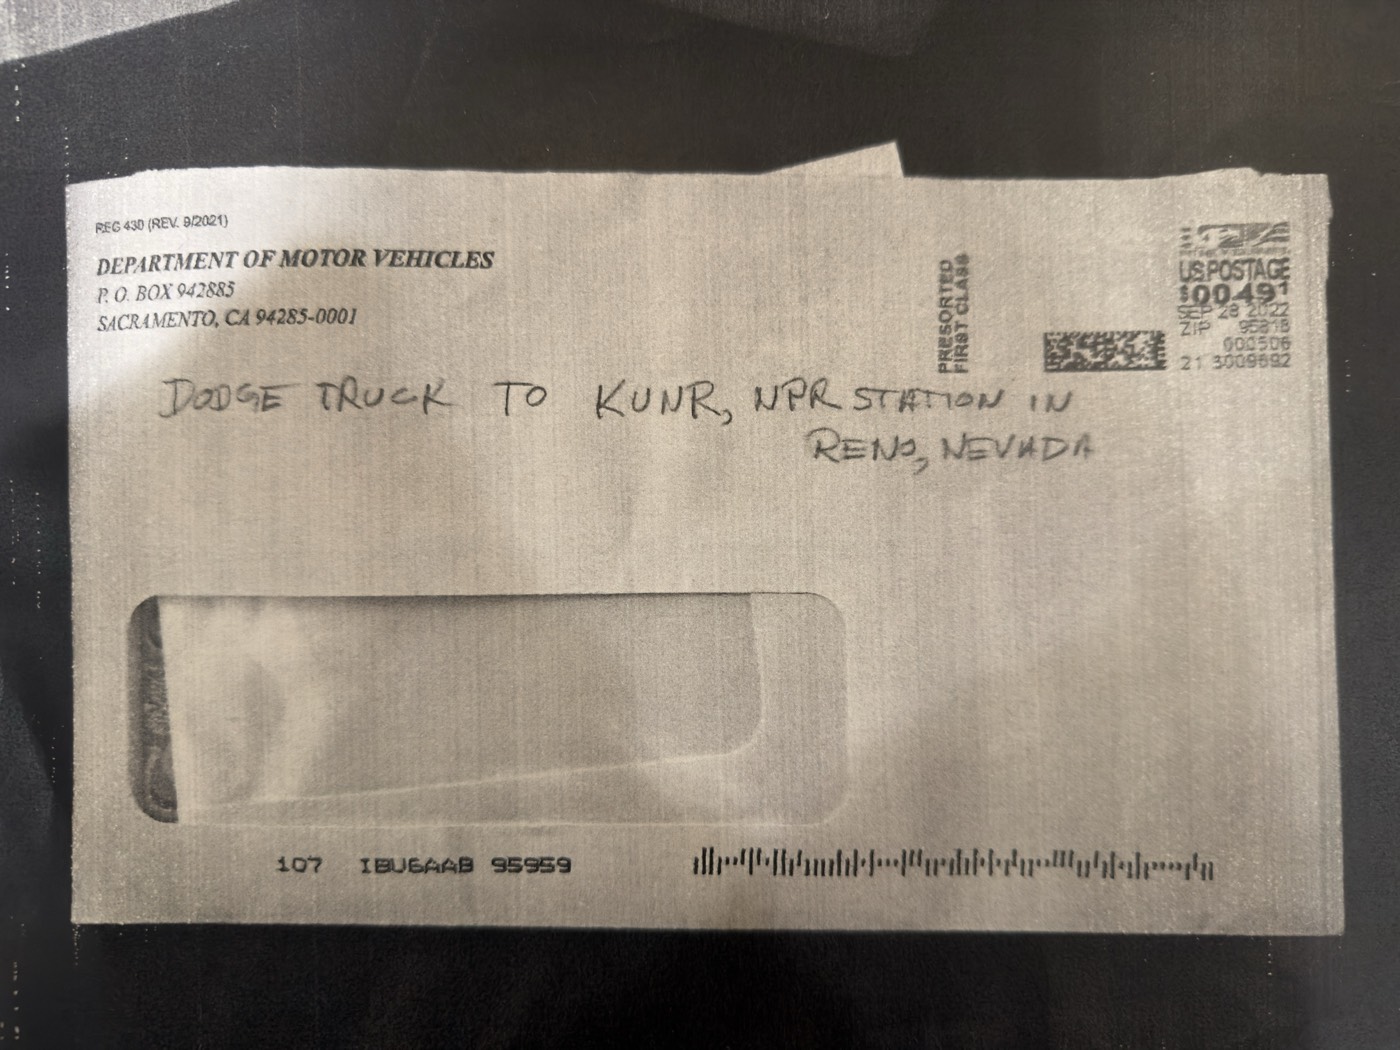 REG 430 (REV. 9/2021)
DEPARTMENT OF MOTOR VEHICLES
P. O. BOX 942885
SACRAMENTO, CA 94285-0001
PRESORTED
FIRST CLASS
US POSTAGE
$0049¹
SEP 28 2022
ZIP 95818
000506
21 3009692
DODGE TRUCK TO KUNR, NPR STATION IN
RENO, NEVADA
107 IBU6AAB 95959